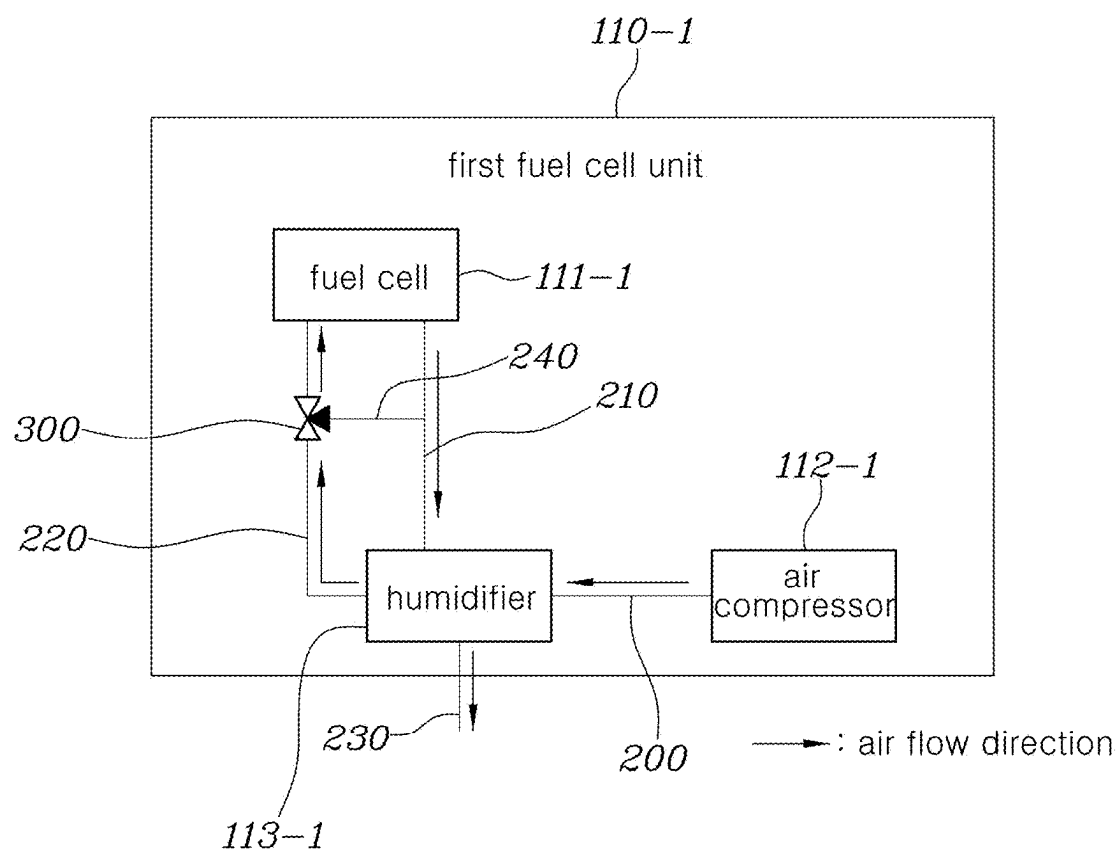 110-1
first fuel cell unit
fuel cell
111-1
240
210
300
112-1
220
humidifier
air
compressor
230
200
: air flow direction
113-1